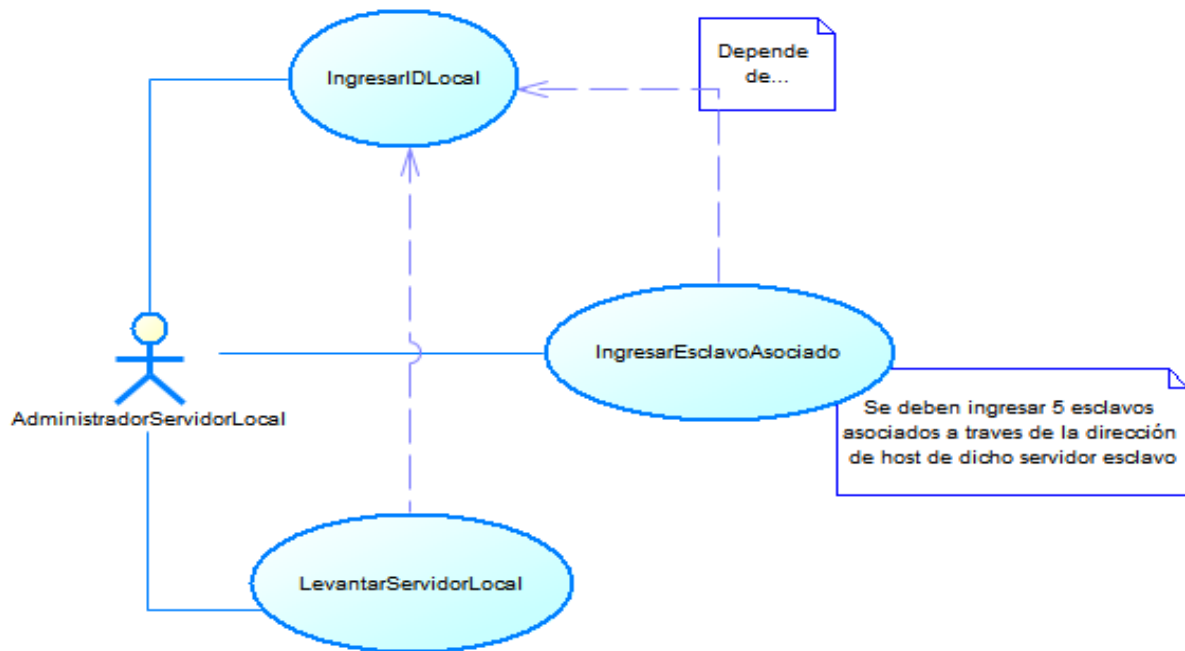 Depende
de...
IngresarIDLocal
IngresarEsclavoAsociado
AdministradorServidorLocal
Se deben ingresar 5 esclavos
asociados a traves de la dirección
de host de dicho servidor esclavo
LevantarServidorLocal